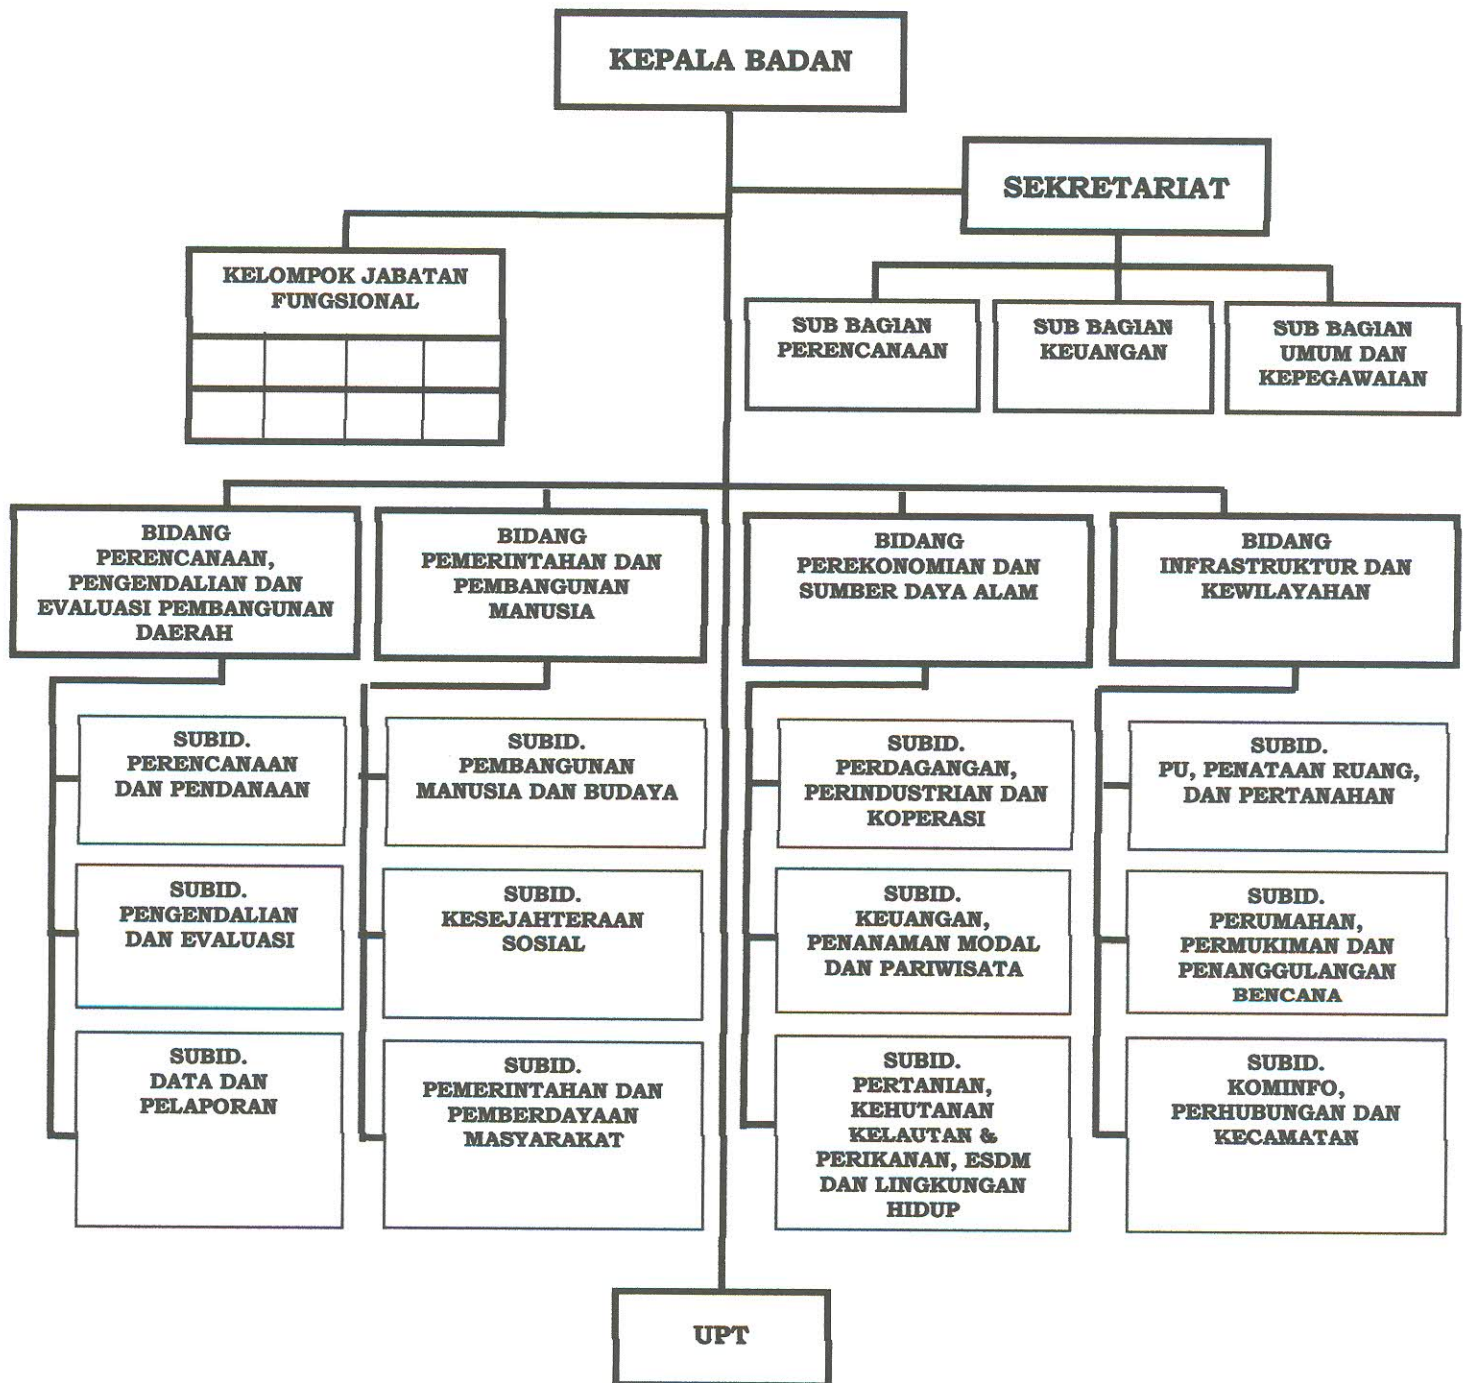 KEPALA BADAN
SEKRETARIAT
KELOMPOK JABATAN
FUNGSIONAL
SUB BAGIAN
PERENCANAAN
SUB BAGIAN
KEUANGAN
SUB BAGIAN
UMUM DAN
KEPEGAWAIAN
BIDANG
PERENCANAAN,
PENGENDALIAN DAN
EVALUASI PEMBANGUNAN
DAERAH
BIDANG
PEMERINTAHAN DAN
PEMBANGUNAN
MANUSIA
BIDANG
PEREKONOMIAN DAN
SUMBER DAYA ALAM
BIDANG
INFRASTRUKTUR DAN
KEWILAYAHAN
SUBID.
PERENCANAAN
DAN PENDANAAN
SUBID.
PEMBANGUNAN
MANUSIA DAN BUDAYA
SUBID.
PERDAGANGAN,
PERINDUSTRIAN DAN
KOPERASI
SUBID.
PU, PENATAAN RUANG,
DAN PERTANAHAN
SUBID.
PENGENDALIAN
DAN EVALUASI
SUBID.
KESEJAHTERAAN
SOSIAL
SUBID.
KEUANGAN,
PENANAMAN MODAL
DAN PARIWISATA
SUBID.
PERUMAHAN,
PERMUKIMAN DAN
PENANGGULANGAN
BENCANA
SUBID.
DATA DAN
PELAPORAN
SUBID.
PEMERINTAHAN DAN
PEMBERDAYAAN
MASYARAKAT
SUBID.
PERTANIAN,
KEHUTANAN
KELAUTAN &
PERIKANAN, ESDM
DAN LINGKUNGAN
HIDUP
SUBID.
KOMINFO,
PERHUBUNGAN DAN
KECAMATAN
UPT